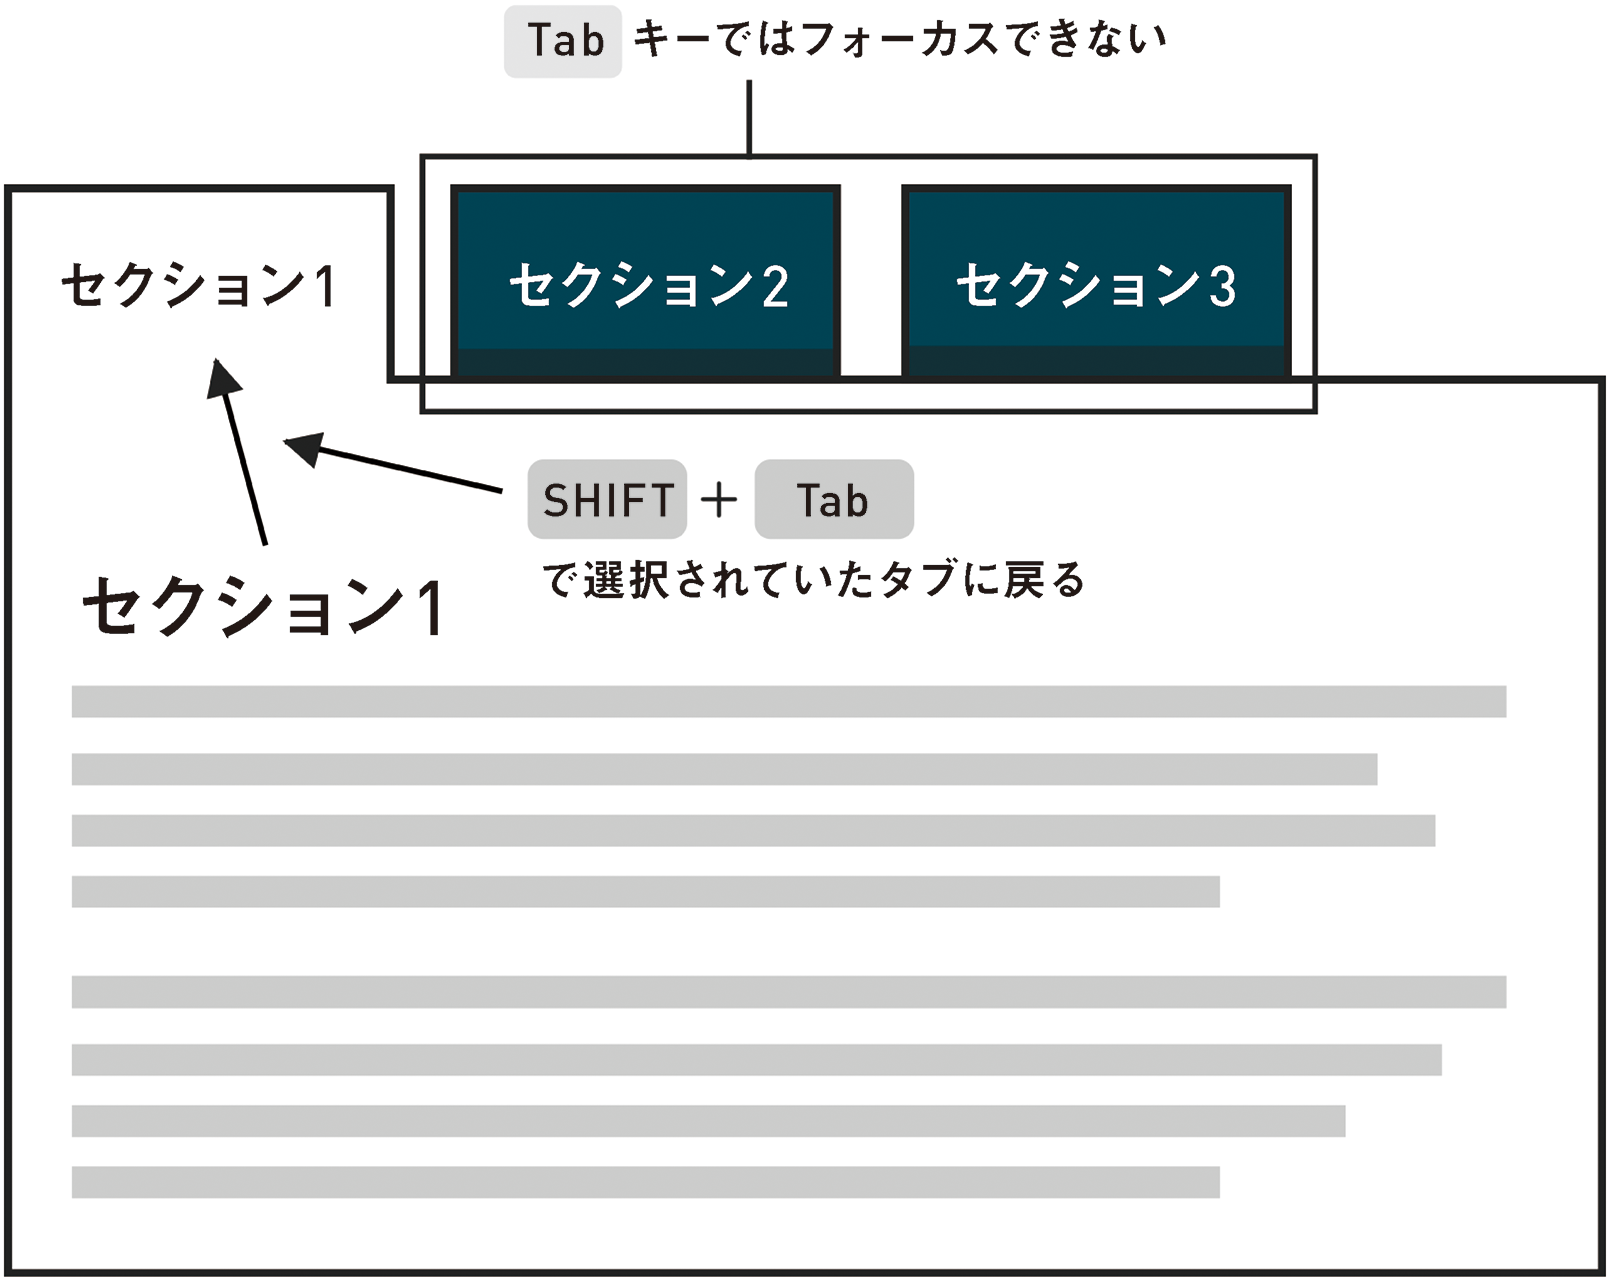 Tab キーではフォーカスできない
セクション1
セクション2
セクション3
SHIFT + Tab
で選択されていたタブに戻る
セクション1